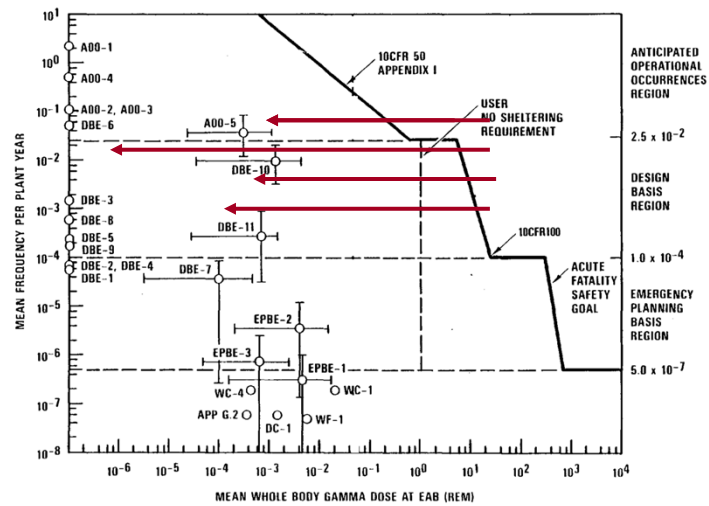 MEAN FREQUENCY PER PLANT YEAR
10¹
10⁰
10⁻¹
10⁻²
10⁻³
10⁻⁴
10⁻⁵
10⁻⁶
10⁻⁷
10⁻⁸
AOO-1
AOO-4
AOO-2, AOO-3
DBE-6
DBE-3
DBE-8
DBE-5
DBE-9
DBE-2, DBE-4
DBE-1
AOO-5
DBE-10
DBE-11
DBE-7
EPBE-2
EPBE-3
EPBE-1
WC-4
WC-1
APP G.2
DC-1
WF-1
10CFR 50
APPENDIX I
USER
NO SHELTERING
REQUIREMENT
10CFR100
ACUTE
FATALITY
SAFETY
GOAL
ANTICIPATED
OPERATIONAL
OCCURRENCES
REGION
2.5 x 10⁻²
DESIGN
BASIS
REGION
1.0 x 10⁻⁴
EMERGENCY
PLANNING
BASIS
REGION
5.0 x 10⁻⁷
10⁻⁶ 10⁻⁵ 10⁻⁴ 10⁻³ 10⁻² 10⁻¹ 10⁰ 10¹ 10² 10³ 10⁴
MEAN WHOLE BODY GAMMA DOSE AT EAB (REM)